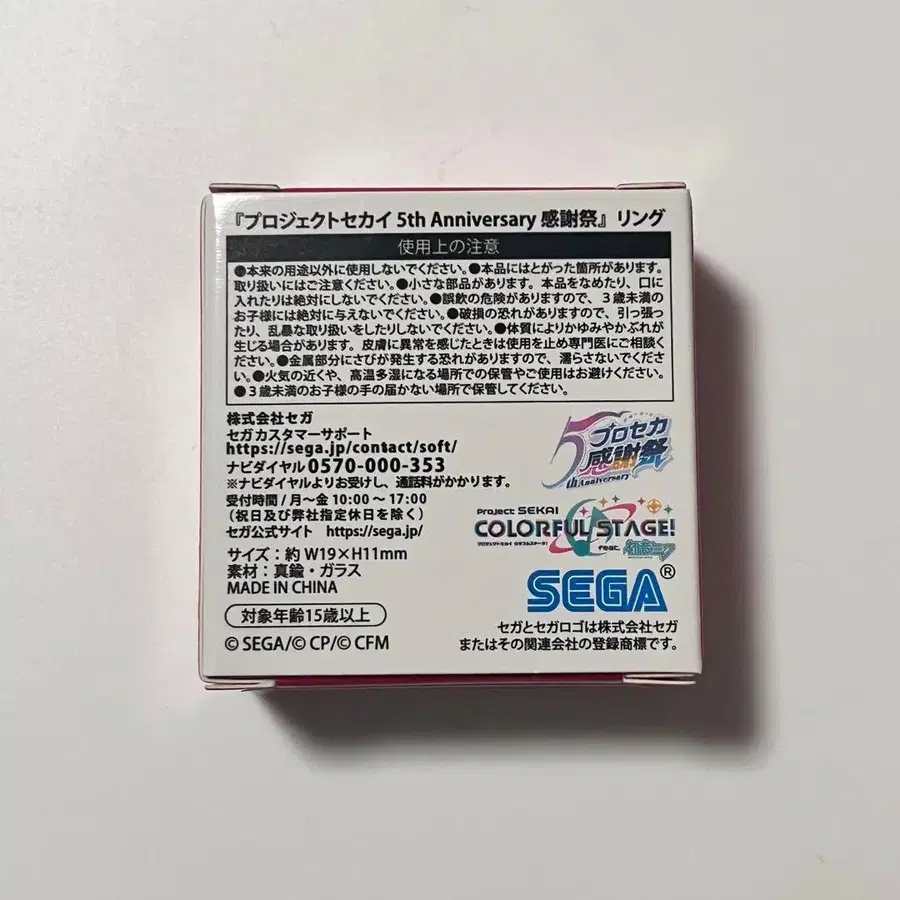 『プロジェクトセカイ 5th Anniversary 感謝祭』リング
使用上の注意
●本来の用途以外に使用しないでください。●本品にはとがった箇所があります。
取り扱いにはご注意ください。●小さな部品があります。本品をなめたり、口に
入れたりは絶対にしないでください。●誤飲の危険がありますので、３歳未満の
お子様には絶対に与えないでください。●破損の恐れがありますので、引っ張っ
たり、乱暴な取り扱いをしたりしないでください。●体質によりかゆみやかぶれが
生じる場合があります。皮膚に異常を感じたときは使用を止め専門医にご相談く
ださい。●金属部分にさびが発生する恐れがありますので、濡らさないでくださ
い。●火気の近くや、高温多湿になる場所での保管やご使用はお避けください。
●３歳未満のお子様の手の届かない場所で保管してください。
株式会社セガ
セガ カスタマーサポート
https://sega.jp/contact/soft/
ナビダイヤル 0570-000-353
※ナビダイヤルよりお受けし、通話料がかかります。
受付時間 / 月～金 10:00 ～ 17:00
（祝日及び弊社指定休日を除く）
セガ公式サイト https://sega.jp/
サイズ：約 W19×H11mm
素材：真鍮・ガラス
MADE IN CHINA
対象年齢15歳以上
© SEGA/© CP/© CFM
5
プロセカ
感謝祭
th Anniversary
Project SEKAI
COLORFUL STAGE!
プロジェクトセカイ カラフルステージ!
feat. 初音ミク
SEGA®
セガとセガロゴは株式会社セガ
またはその関連会社の登録商標です。